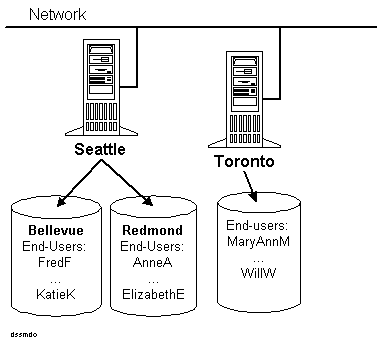 Network
Seattle
Toronto
Bellevue
End-Users:
FredF
...
KatieK
Redmond
End-Users:
AnneA
...
ElizabethE
End-users:
MaryAnnM
...
WillW
dssmdo